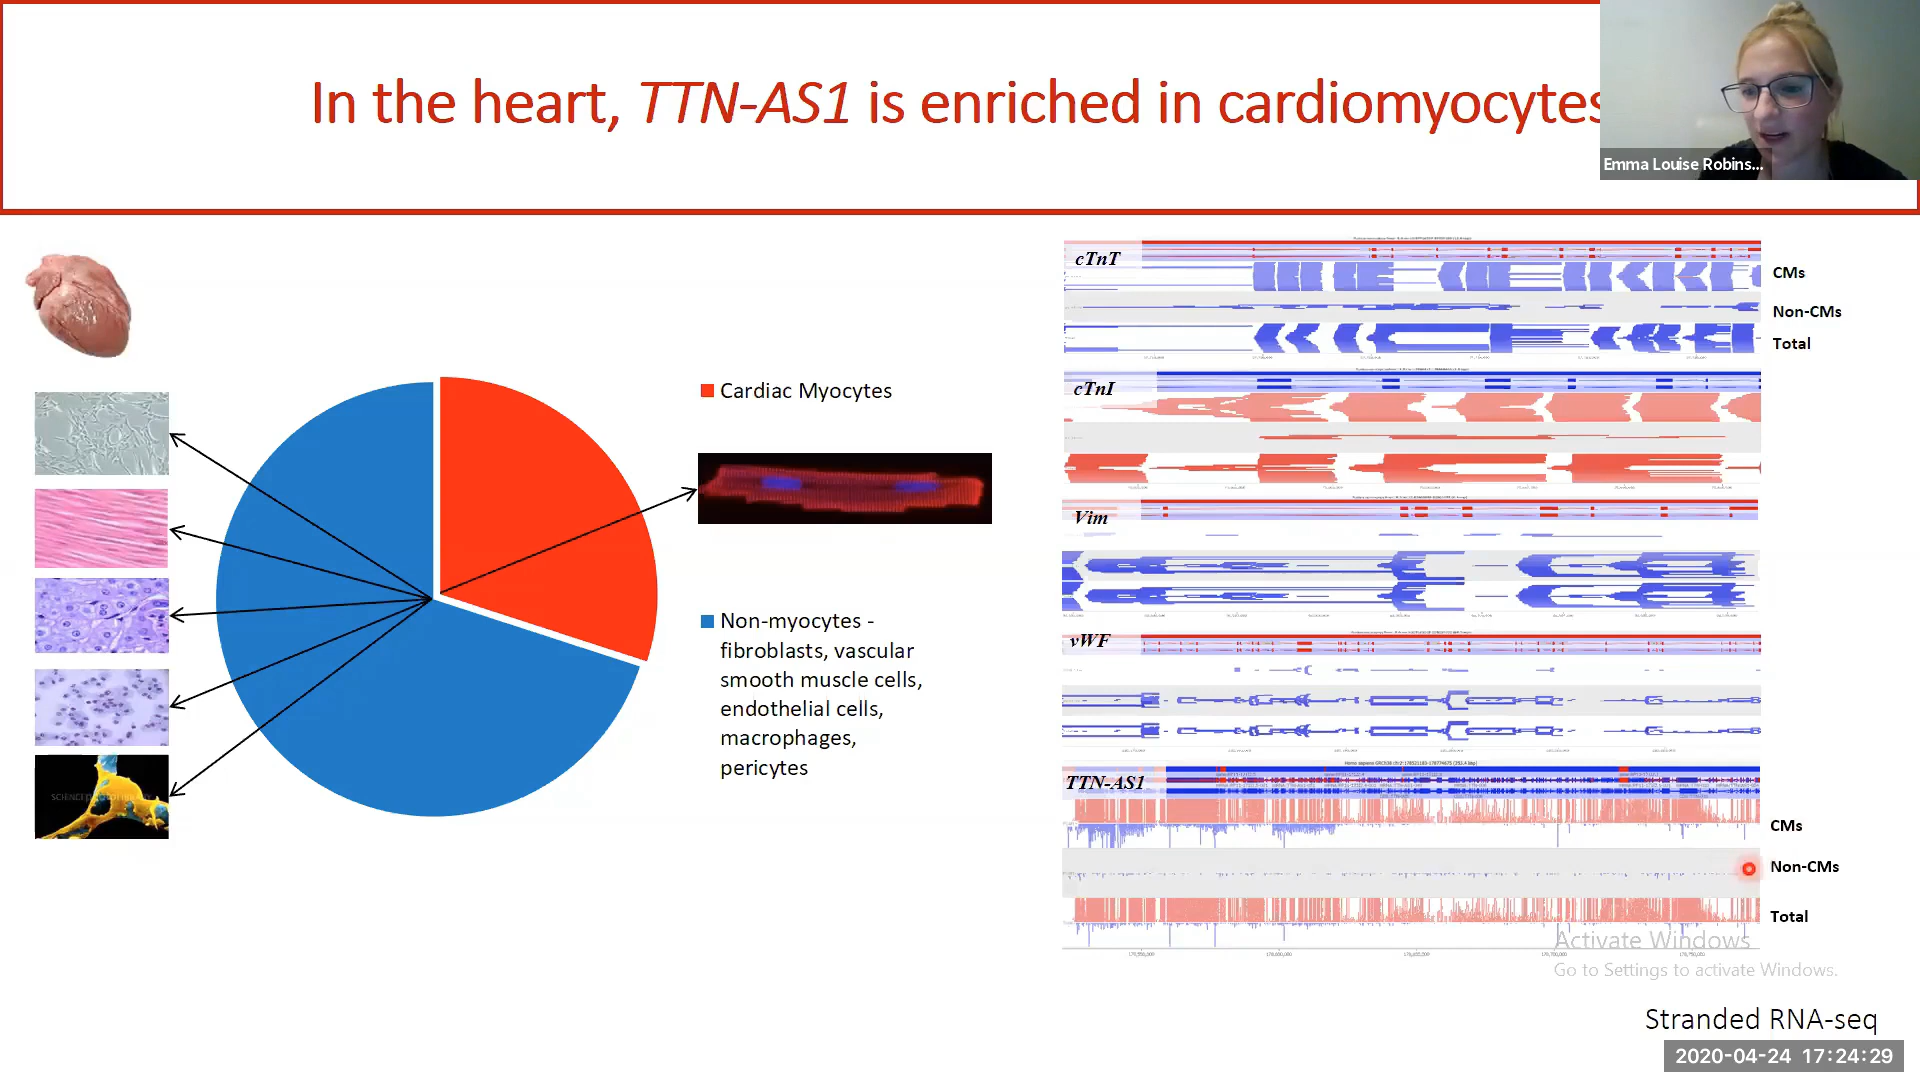 In the heart, TTN-AS1 is enriched in cardiomyocytes
Emma Louise Robins...
Cardiac Myocytes
Non-myocytes -
fibroblasts, vascular
smooth muscle cells,
endothelial cells,
macrophages,
pericytes
cTnT
CMs
Non-CMs
Total
cTnI
Vim
vWF
TTN-AS1
CMs
Non-CMs
Total
Activate Windows
Go to Settings to activate Windows.
Stranded RNA-seq
2020-04-24 17:24:29